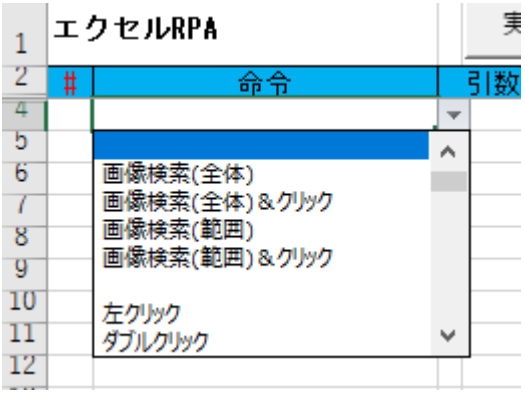 1 エクセルRPA 実
2 # 命令 引数
4
5
6 画像検索(全体)
7 画像検索(全体)&クリック
8 画像検索(範囲)
9 画像検索(範囲)&クリック
10
11 左クリック
ダブルクリック
12